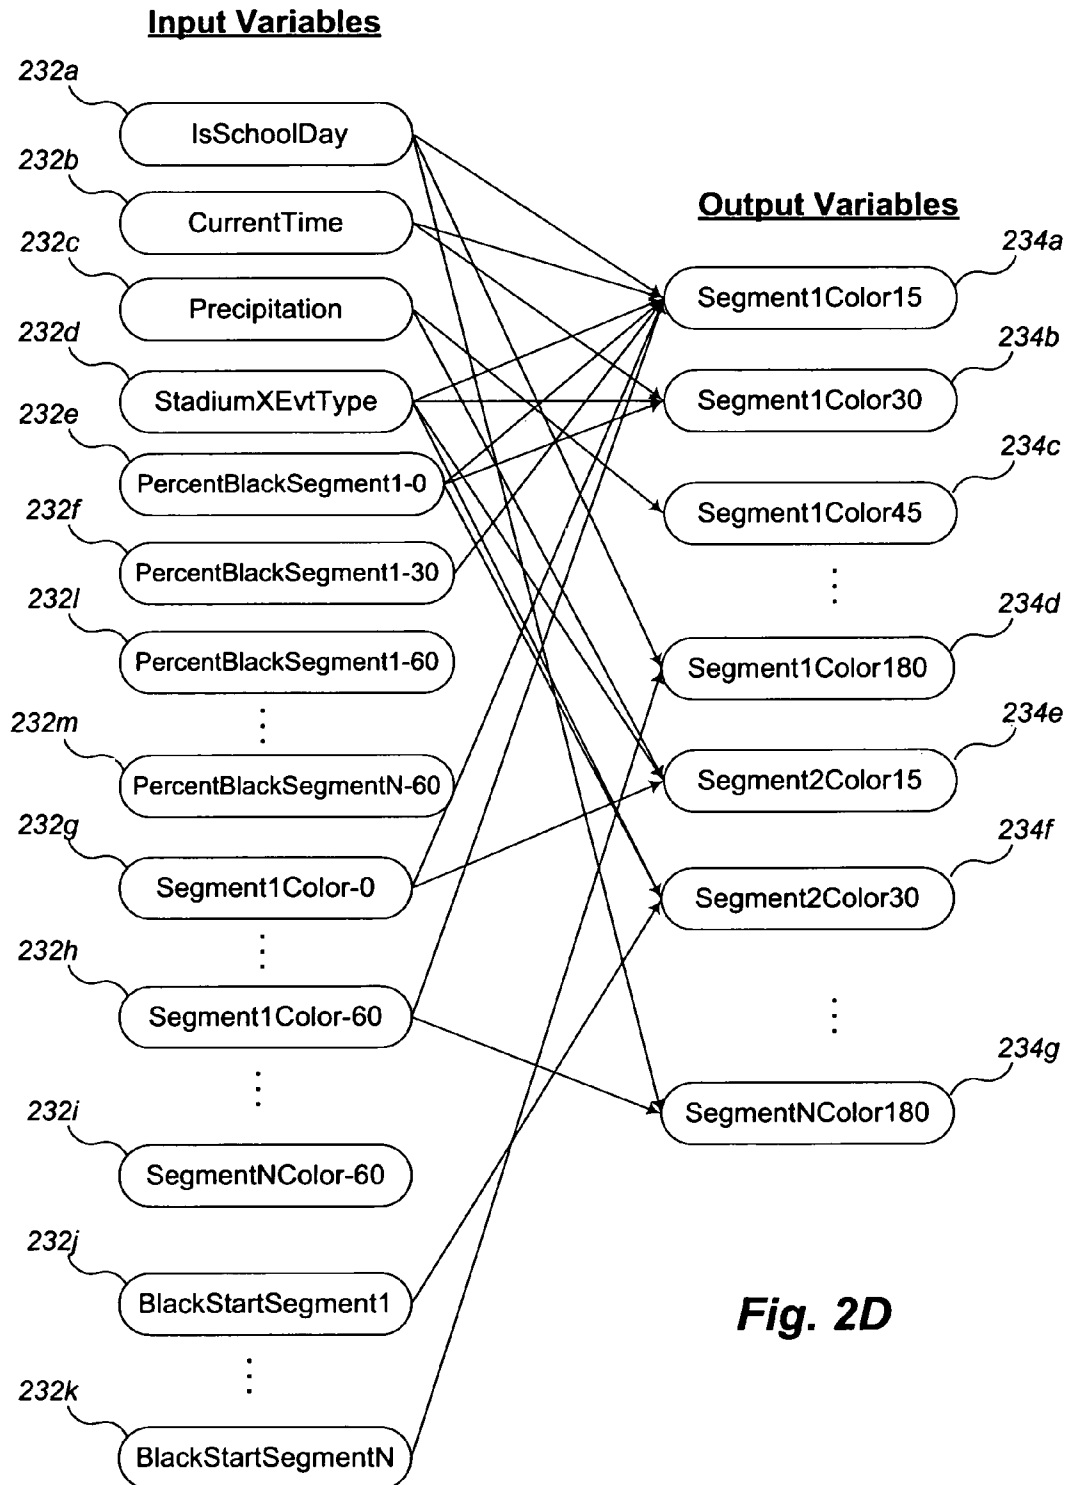 Input Variables
232a
IsSchoolDay
232b
CurrentTime
232c
Precipitation
232d
StadiumXEvtType
232e
PercentBlackSegment1-0
232f
PercentBlackSegment1-30
232l
PercentBlackSegment1-60
232m
PercentBlackSegmentN-60
232g
Segment1Color-0
232h
Segment1Color-60
232i
SegmentNColor-60
232j
BlackStartSegment1
232k
BlackStartSegmentN
Output Variables
234a
Segment1Color15
234b
Segment1Color30
234c
Segment1Color45
234d
Segment1Color180
234e
Segment2Color15
234f
Segment2Color30
234g
SegmentNColor180
Fig. 2D